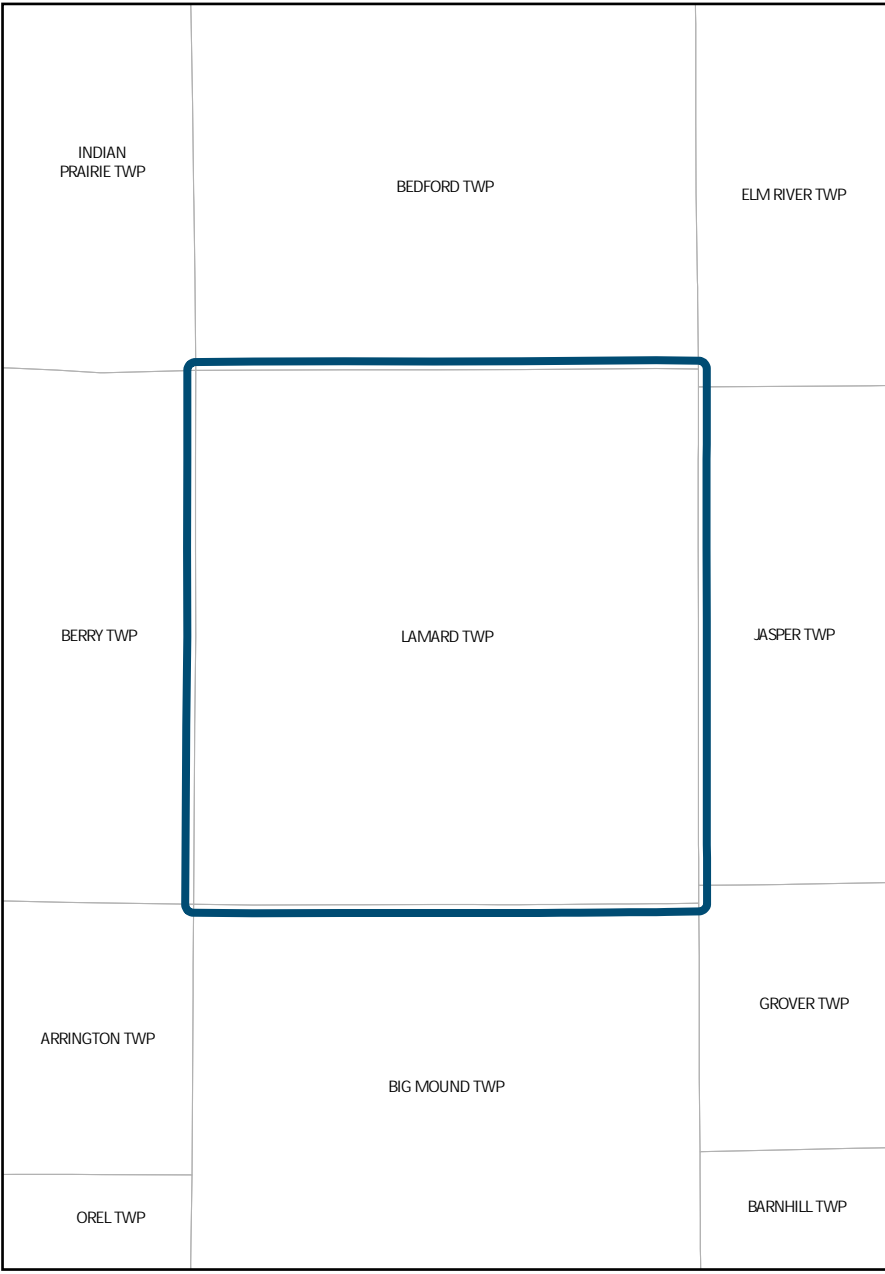 INDIAN
PRAIRIE TWP
BEDFORD TWP
ELM RIVER TWP
BERRY TWP
LAMARD TWP
JASPER TWP
GROVER TWP
ARRINGTON TWP
BIG MOUND TWP
BARNHILL TWP
OREL TWP